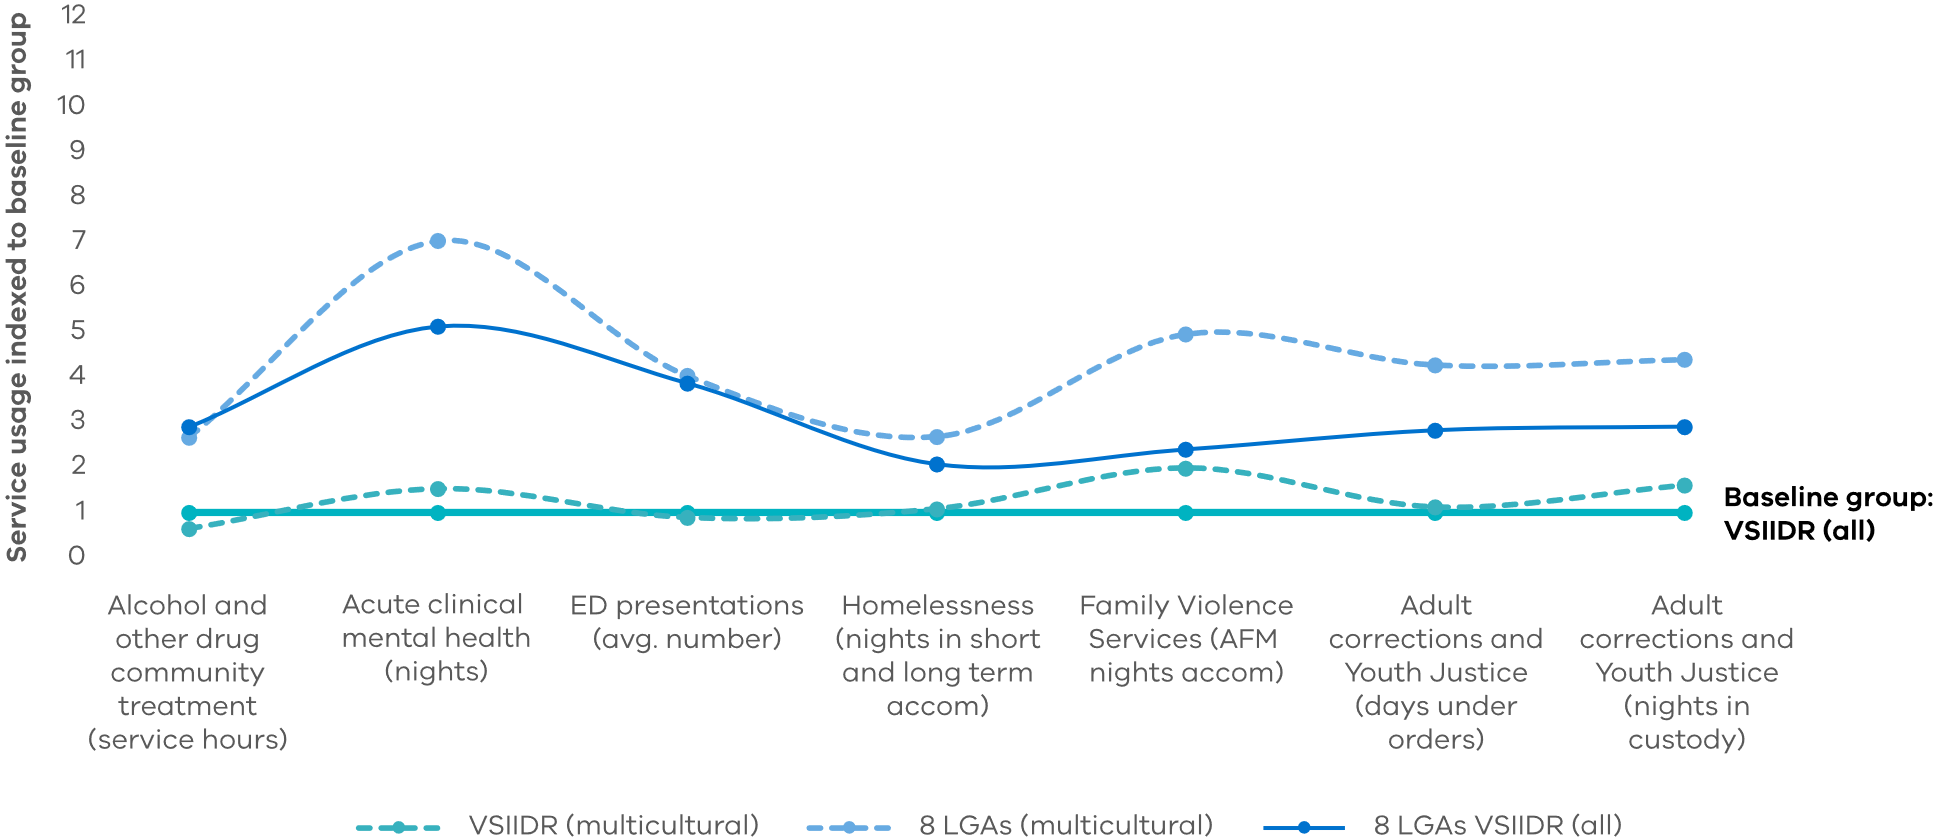 Service usage indexed to baseline group
12
11
10
9
8
7
6
5
4
3
2
1
0
Baseline group:
VSIIDR (all)
Alcohol and
other drug
community
treatment
(service hours)
Acute clinical
mental health
(nights)
ED presentations
(avg. number)
Homelessness
(nights in short
and long term
accom)
Family Violence
Services (AFM
nights accom)
Adult
corrections and
Youth Justice
(days under
orders)
Adult
corrections and
Youth Justice
(nights in
custody)
VSIIDR (multicultural)
8 LGAs (multicultural)
8 LGAs VSIIDR (all)